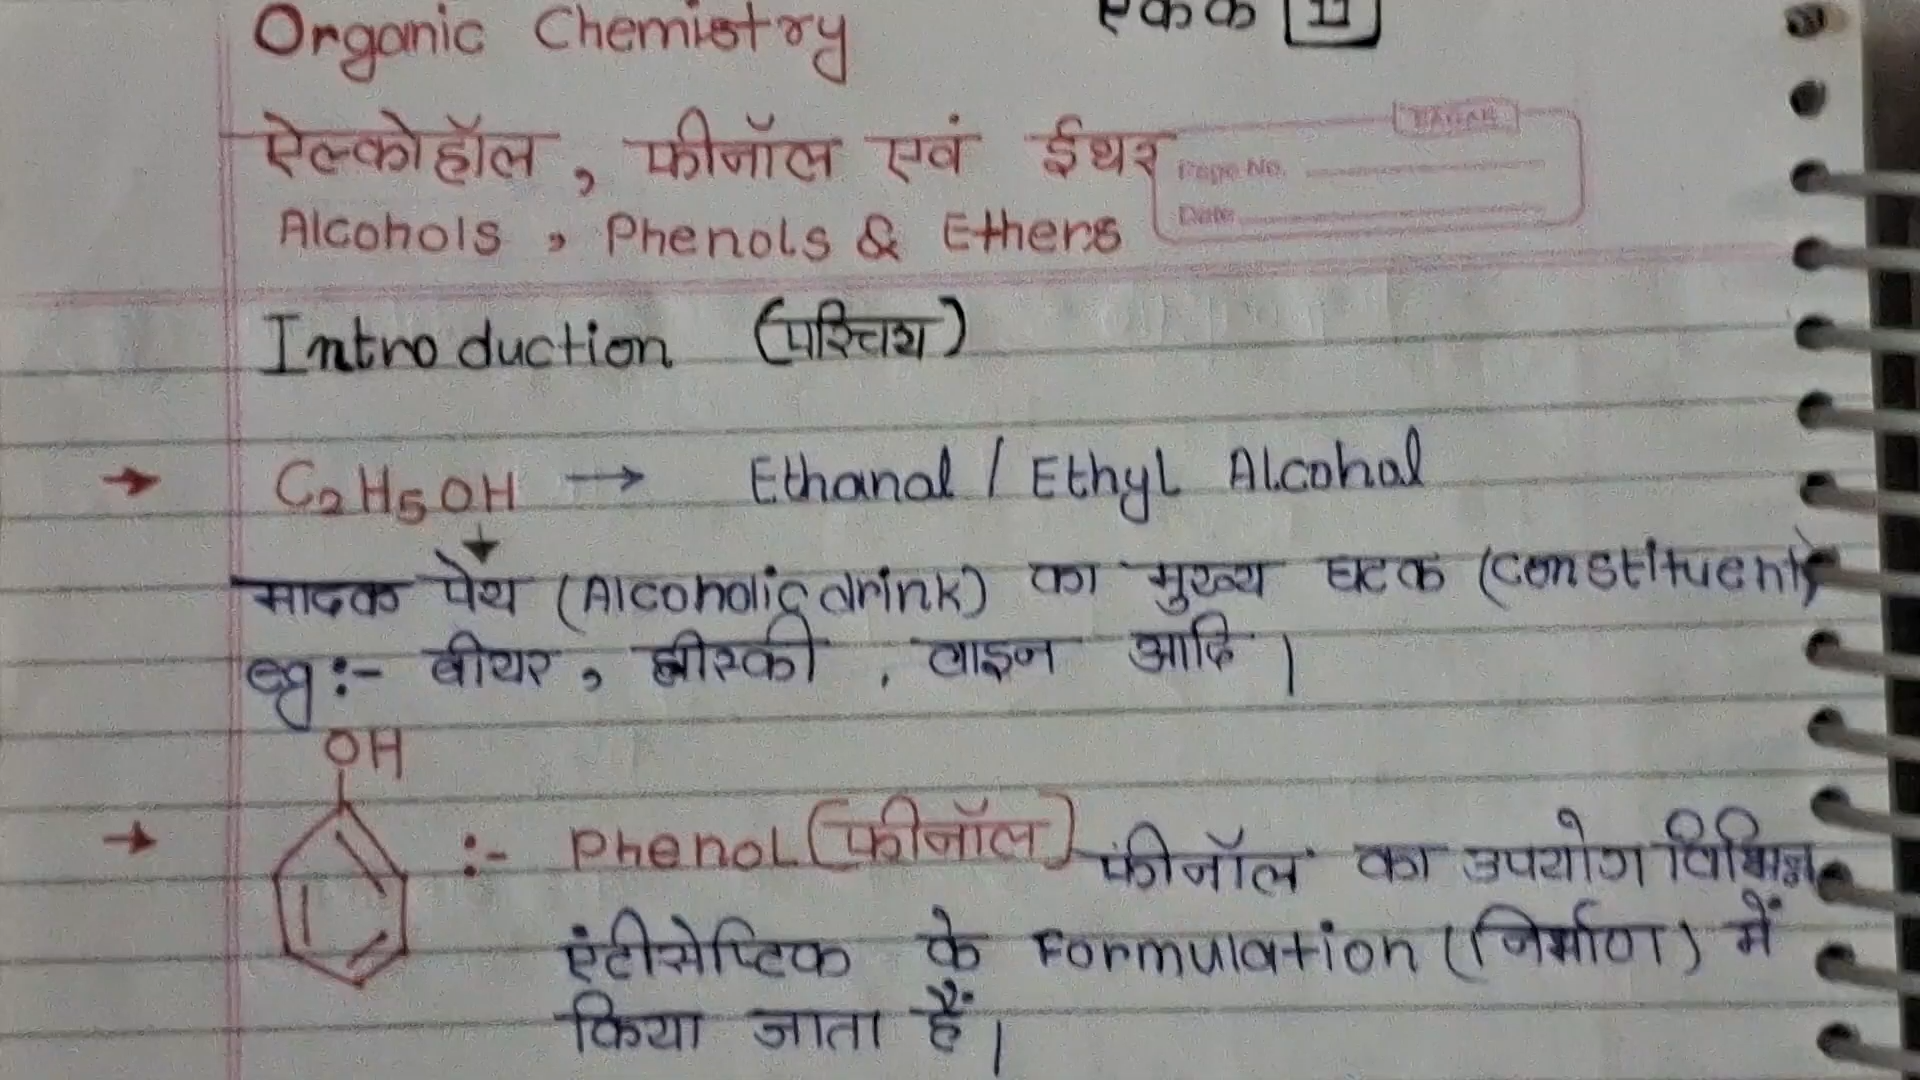 Organic Chemistry एकक 11
ऐल्कोहॉल, फीनॉल एवं ईथर
Page No.
Alcohols, Phenols & Ethers
Date
Introduction (परिचय)
→ C₂H₅OH → Ethanal / Ethyl Alcohal
मादक पेय (Alcoholic drink) का मुख्य घटक (constituent)
eg:- बीयर, व्हीस्की, वाइन आदि।
OH
→ :- Phenol (फीनॉल) फीनॉल का उपयोग विभिन्न
एंटीसेप्टिक के Formulation (निर्माण) में
किया जाता हैं।